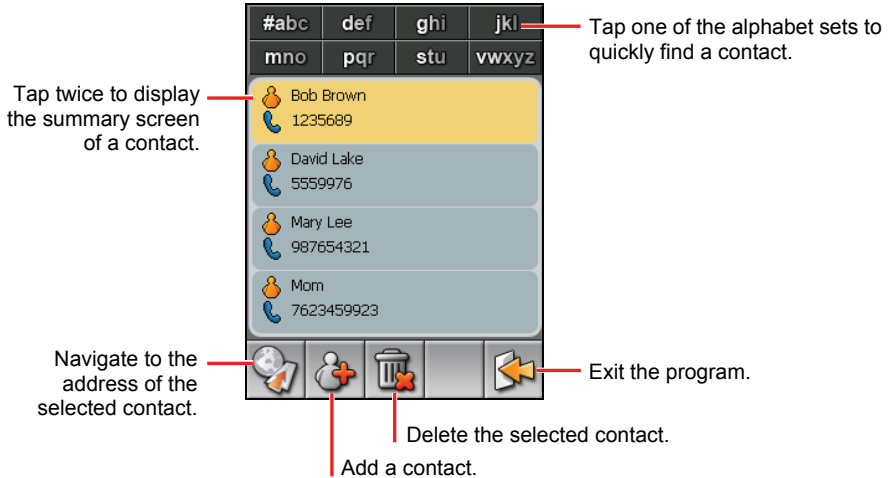 #abc def ghi jkl
mno pqr stu vwxyz
Tap one of the alphabet sets to
quickly find a contact.
Tap twice to display
the summary screen
of a contact.
Bob Brown
1235689
David Lake
5559976
Mary Lee
987654321
Mom
7623459923
Navigate to the
address of the
selected contact.
Exit the program.
Delete the selected contact.
Add a contact.